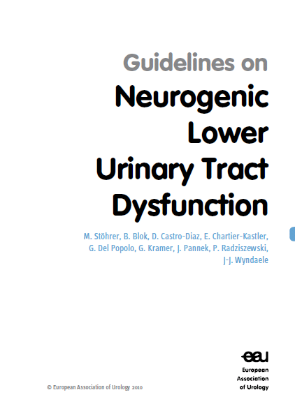 Guidelines on
Neurogenic
Lower
Urinary Tract
Dysfunction
M. Stöhrer, B. Blok, D. Castro-Diaz, E. Chartier-Kastler,
G. Del Popolo, G. Kramer, J. Pannek, P. Radziszewski,
J-J. Wyndaele
eau
European
Association
of Urology
© European Association of Urology 2010